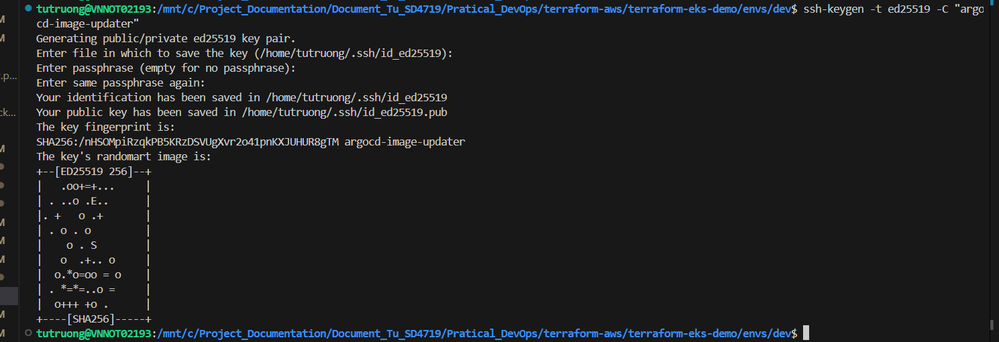 tutruong@VNNOT02193:/mnt/c/Project_Documentation/Document_Tu_SD4719/Pratical_DevOps/terraform-aws/terraform-eks-demo/envs/dev$ ssh-keygen -t ed25519 -C "argo
cd-image-updater"
Generating public/private ed25519 key pair.
Enter file in which to save the key (/home/tutruong/.ssh/id_ed25519):
Enter passphrase (empty for no passphrase):
Enter same passphrase again:
Your identification has been saved in /home/tutruong/.ssh/id_ed25519
Your public key has been saved in /home/tutruong/.ssh/id_ed25519.pub
The key fingerprint is:
SHA256:/nHSOMpiRzqkPB5KRzDSVUgXvr2o41pnKXJUHUR8gTM argocd-image-updater
The key's randomart image is:
+--[ED25519 256]--+
|   .oo+=+...     |
| . ..o .E..      |
|. +   o .+       |
| . o . o         |
|    o . S        |
|   o  .+.. o     |
|  o.*o=oo = o    |
| . *=*=..o =     |
|  o+++ +o .      |
+----[SHA256]-----+
tutruong@VNNOT02193:/mnt/c/Project_Documentation/Document_Tu_SD4719/Pratical_DevOps/terraform-aws/terraform-eks-demo/envs/dev$
M
M
.p...
ck...
M
M
M
M
M
M